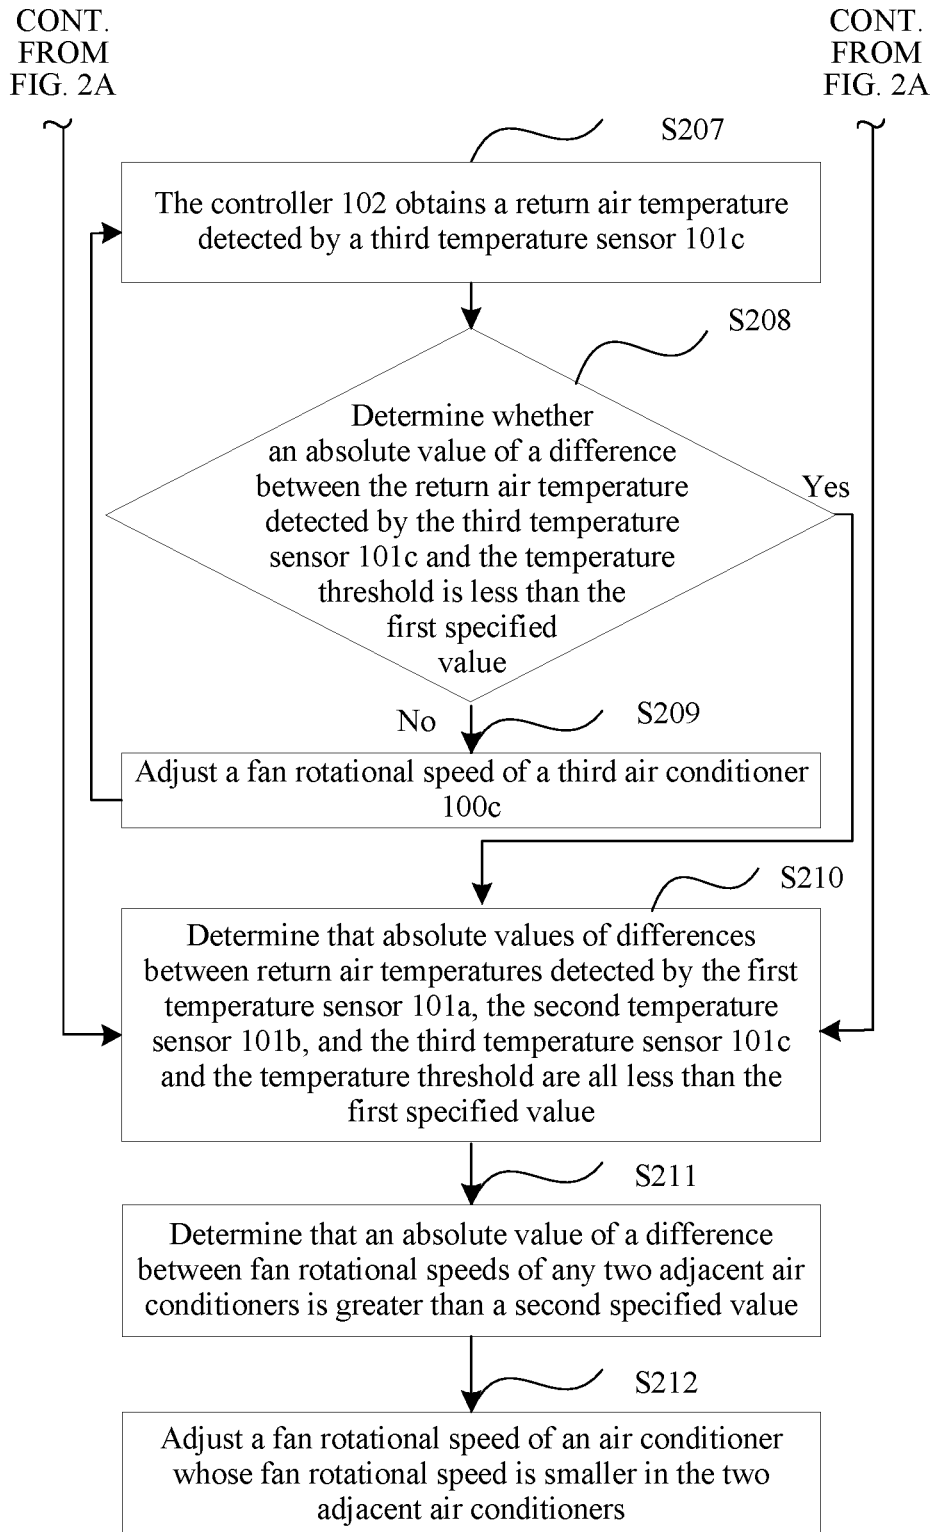 CONT.
FROM
FIG. 2A
CONT.
FROM
FIG. 2A
S207
The controller 102 obtains a return air temperature
detected by a third temperature sensor 101c
S208
Determine whether
an absolute value of a difference
between the return air temperature
detected by the third temperature
sensor 101c and the temperature
threshold is less than the
first specified
value
Yes
No
S209
Adjust a fan rotational speed of a third air conditioner
100c
S210
Determine that absolute values of differences
between return air temperatures detected by the first
temperature sensor 101a, the second temperature
sensor 101b, and the third temperature sensor 101c
and the temperature threshold are all less than the
first specified value
S211
Determine that an absolute value of a difference
between fan rotational speeds of any two adjacent air
conditioners is greater than a second specified value
S212
Adjust a fan rotational speed of an air conditioner
whose fan rotational speed is smaller in the two
adjacent air conditioners